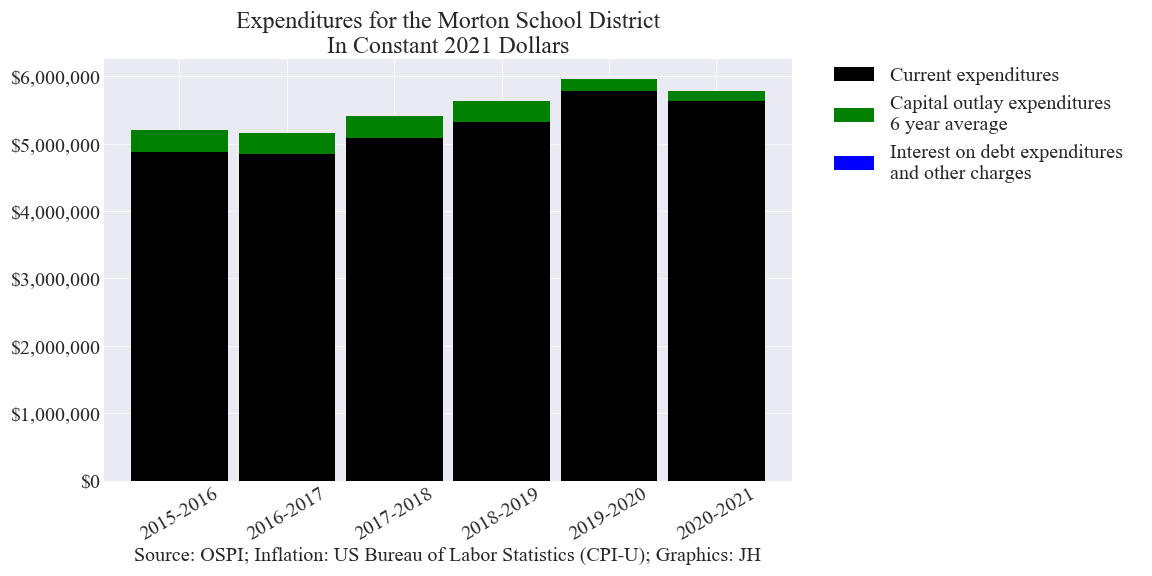 Expenditures for the Morton School District
In Constant 2021 Dollars
$6,000,000
$5,000,000
$4,000,000
$3,000,000
$2,000,000
$1,000,000
$0
2015-2016
2016-2017
2017-2018
2018-2019
2019-2020
2020-2021
Source: OSPI; Inflation: US Bureau of Labor Statistics (CPI-U); Graphics: JH
Current expenditures
Capital outlay expenditures
6 year average
Interest on debt expenditures
and other charges